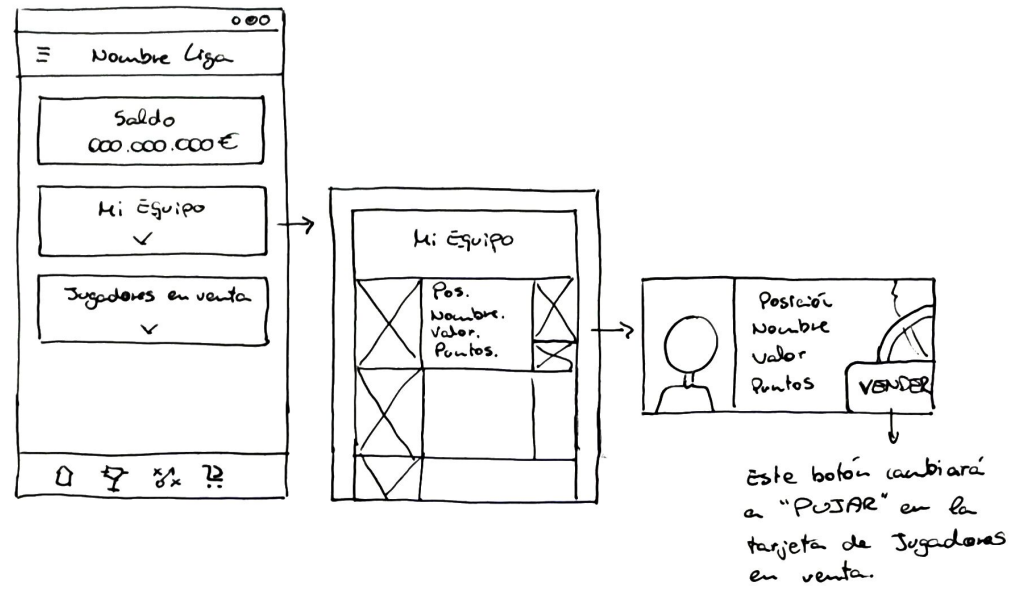 Nombre Liga
Saldo
000.000.000 €
Mi Equipo
Jugadores en venta
Mi Equipo
Pos.
Nombre.
Valor.
Puntos.
Posición
Nombre
Valor
Puntos
VENDER
Este botón cambiará
a "PUJAR" en la
tarjeta de Jugadores
en venta.